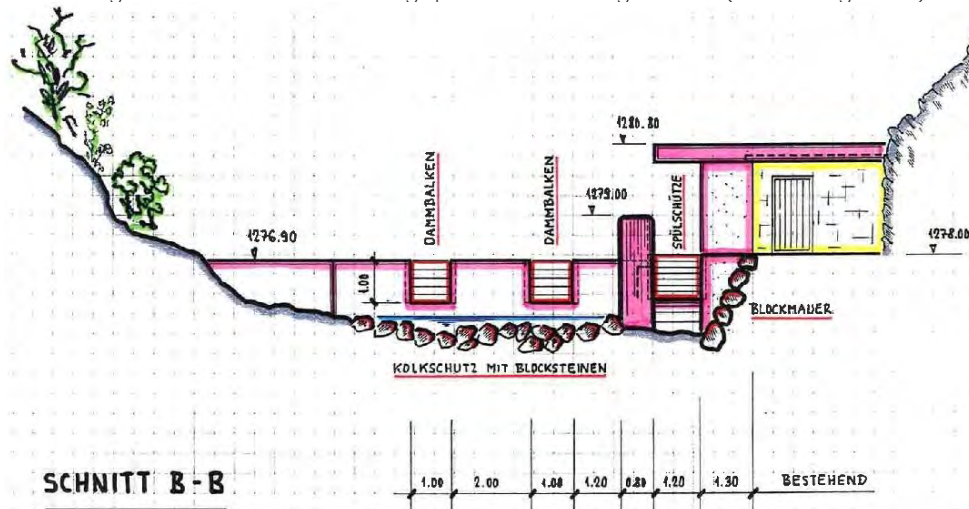 1280.80
DAMMBALKEN
DAMMBALKEN
1279.00
SPÜLSCHÜTZE
1276.90
1278.00
1.00
BLOCKMAUER
KOLKSCHUTZ MIT BLOCKSTEINEN
SCHNITT B-B
1.00 2.00 1.00 1.20 0.80 1.20 1.30 BESTEHEND